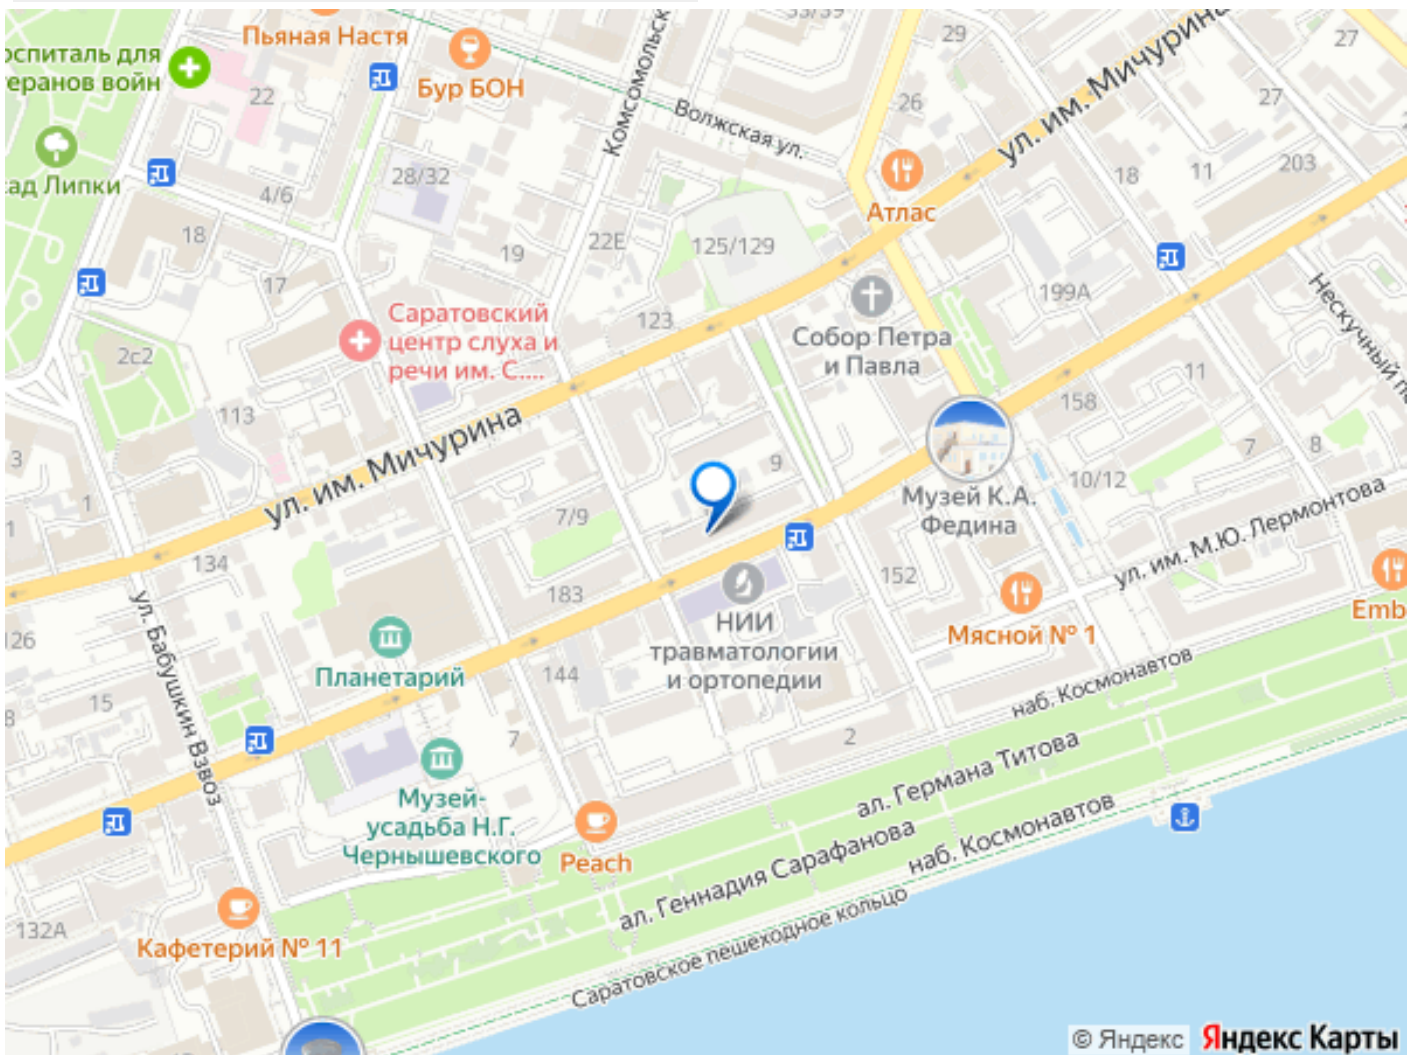 Пьяная Настя
оспиталь для
теранов войн
Бур БОН
22
Комсомольск
33/39
29
27
26
27
Волжская ул.
ул. им. Мичурина
ад Липки
4/6
28/32
Атлас
18
11
203
18
19
22Е
125/129
17
199А
Саратовский
центр слуха и
речи им. С....
123
Собор Петра
и Павла
Нескучный пе
2с2
113
11
158
3
1
ул. им. Мичурина
9
7
8
10/12
Музей К.А.
Федина
7/9
1
134
183
152
ул. им. М.Ю. Лермонтова
126
ул. Бабушкин Взвоз
НИИ
травматологии
и ортопедии
Мясной № 1
Emb
Планетарий
144
наб. Космонавтов
15
8
7
2
Музей-
усадьба Н.Г.
Чернышевского
ал. Германа Титова
Peach
ал. Геннадия Сарафанова
наб. Космонавтов
132А
Кафетерий № 11
Саратовское пешеходное кольцо
© Яндекс Яндекс Карты